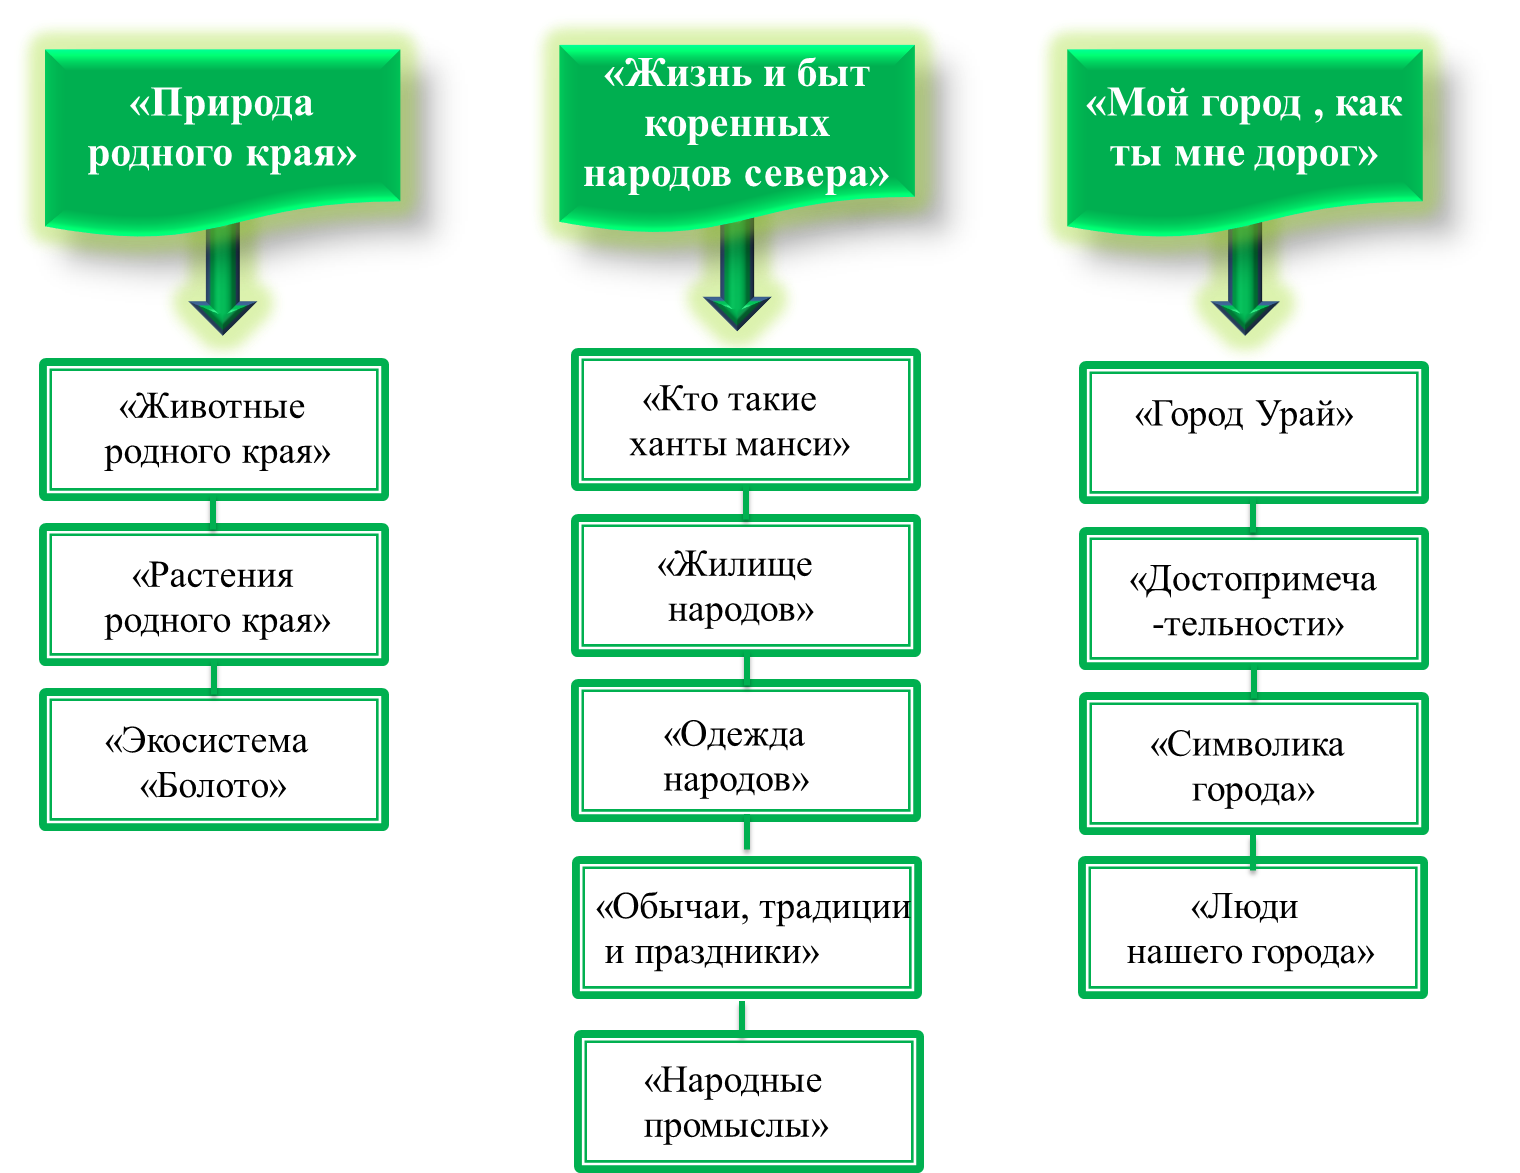 «Природа
родного края»
«Животные
родного края»
«Растения
родного края»
«Экосистема
«Болото»
«Жизнь и быт
коренных
народов севера»
«Кто такие
ханты манси»
«Жилище
народов»
«Одежда
народов»
«Обычаи, традиции
и праздники»
«Народные
промыслы»
«Мой город , как
ты мне дорог»
«Город Урай»
«Достопримеча
-тельности»
«Символика
города»
«Люди
нашего города»